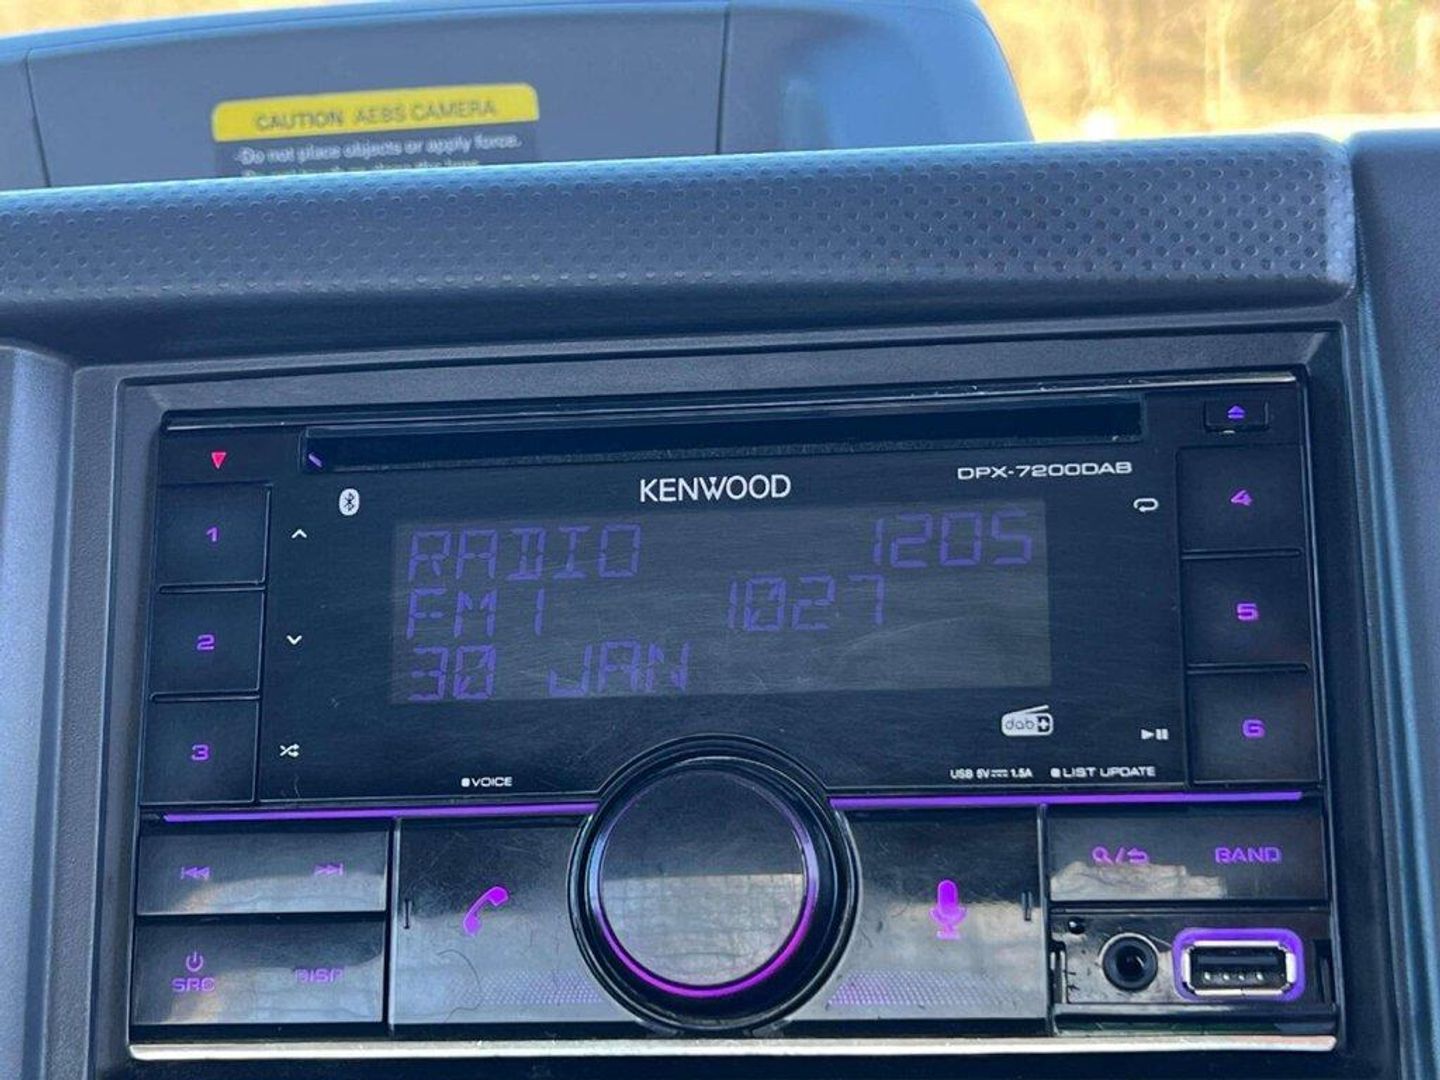 CAUTION AEBS CAMERA
-Do not place objects or apply force.
KENWOOD
DPX-7200DAB
RADIO 1205
FM1 1027
30 JAN
1
2
3
4
5
6
dab+
VOICE
USB 5V 1.5A
LIST UPDATE
BAND
SRC
DISP